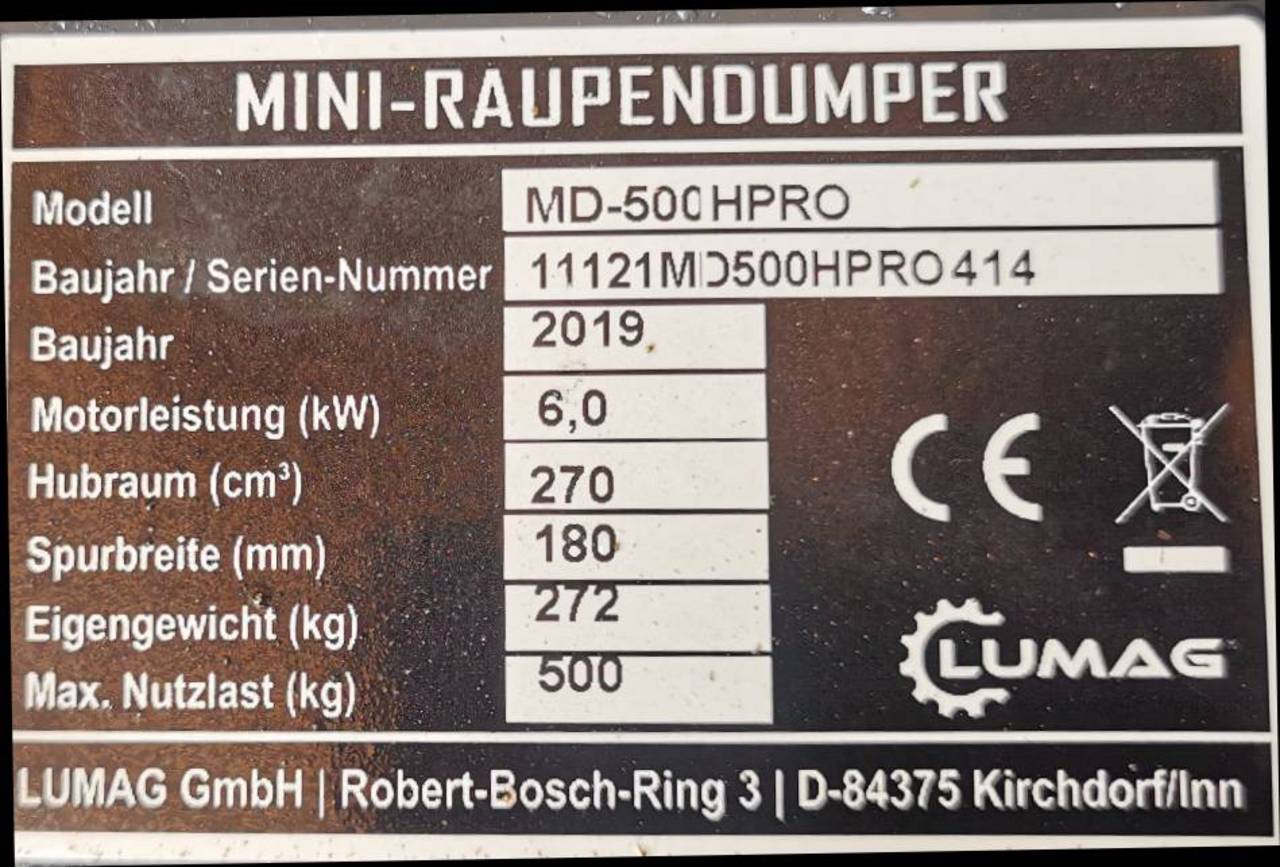 MINI-RAUPENDUMPER
Modell MD-500HPRO
Baujahr / Serien-Nummer 11121MD500HPRO414
Baujahr 2019
Motorleistung (kW) 6,0
Hubraum (cm³) 270
Spurbreite (mm) 180
Eigengewicht (kg) 272
Max. Nutzlast (kg) 500
CE
LUMAG
LUMAG GmbH | Robert-Bosch-Ring 3 | D-84375 Kirchdorf/Inn